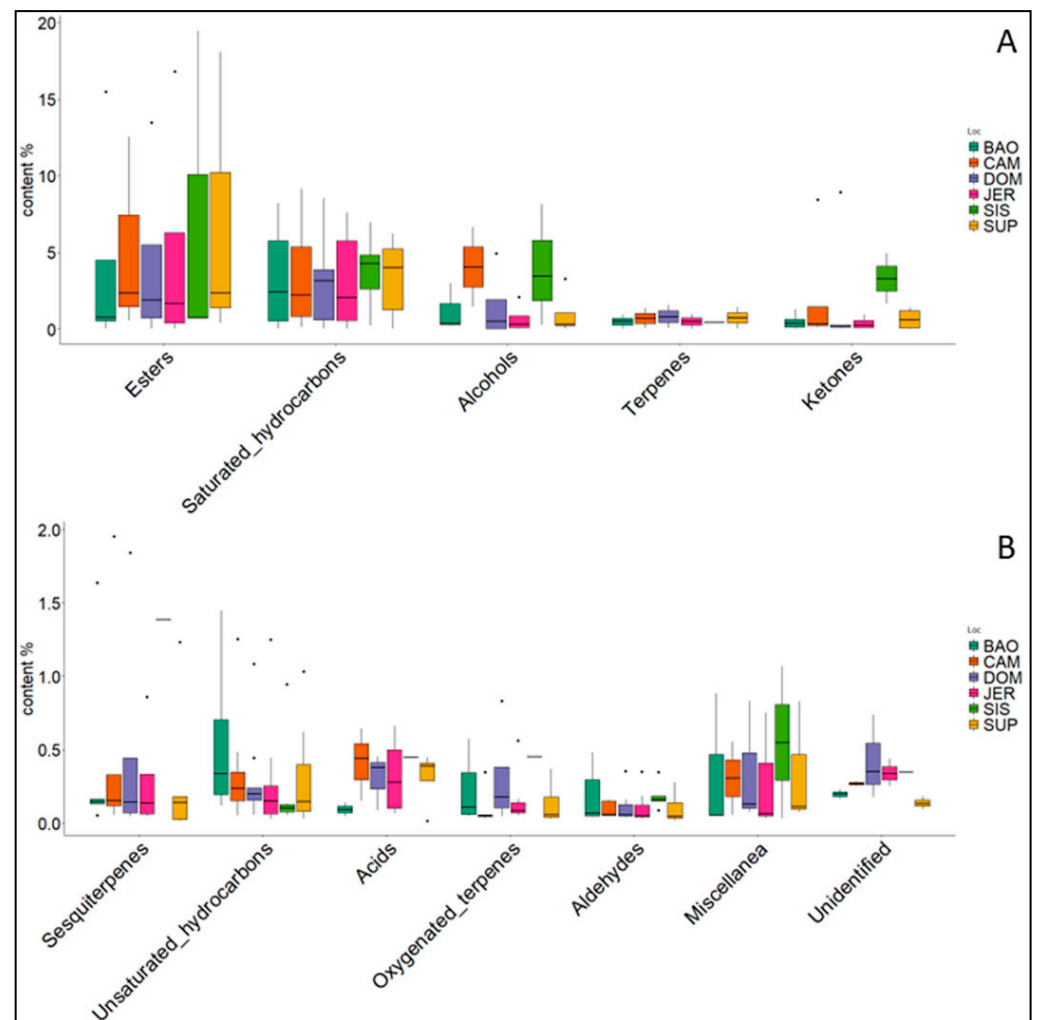 A
20
15
10
5
0
content %
Esters
Saturated_hydrocarbons
Alcohols
Terpenes
Ketones
Loc
BAO
CAM
DOM
JER
SIS
SUP
B
2.0
1.5
1.0
0.5
0.0
content %
Sesquiterpenes
Unsaturated_hydrocarbons
Acids
Oxygenated_terpenes
Aldehydes
Miscellanea
Unidentified
Loc
BAO
CAM
DOM
JER
SIS
SUP